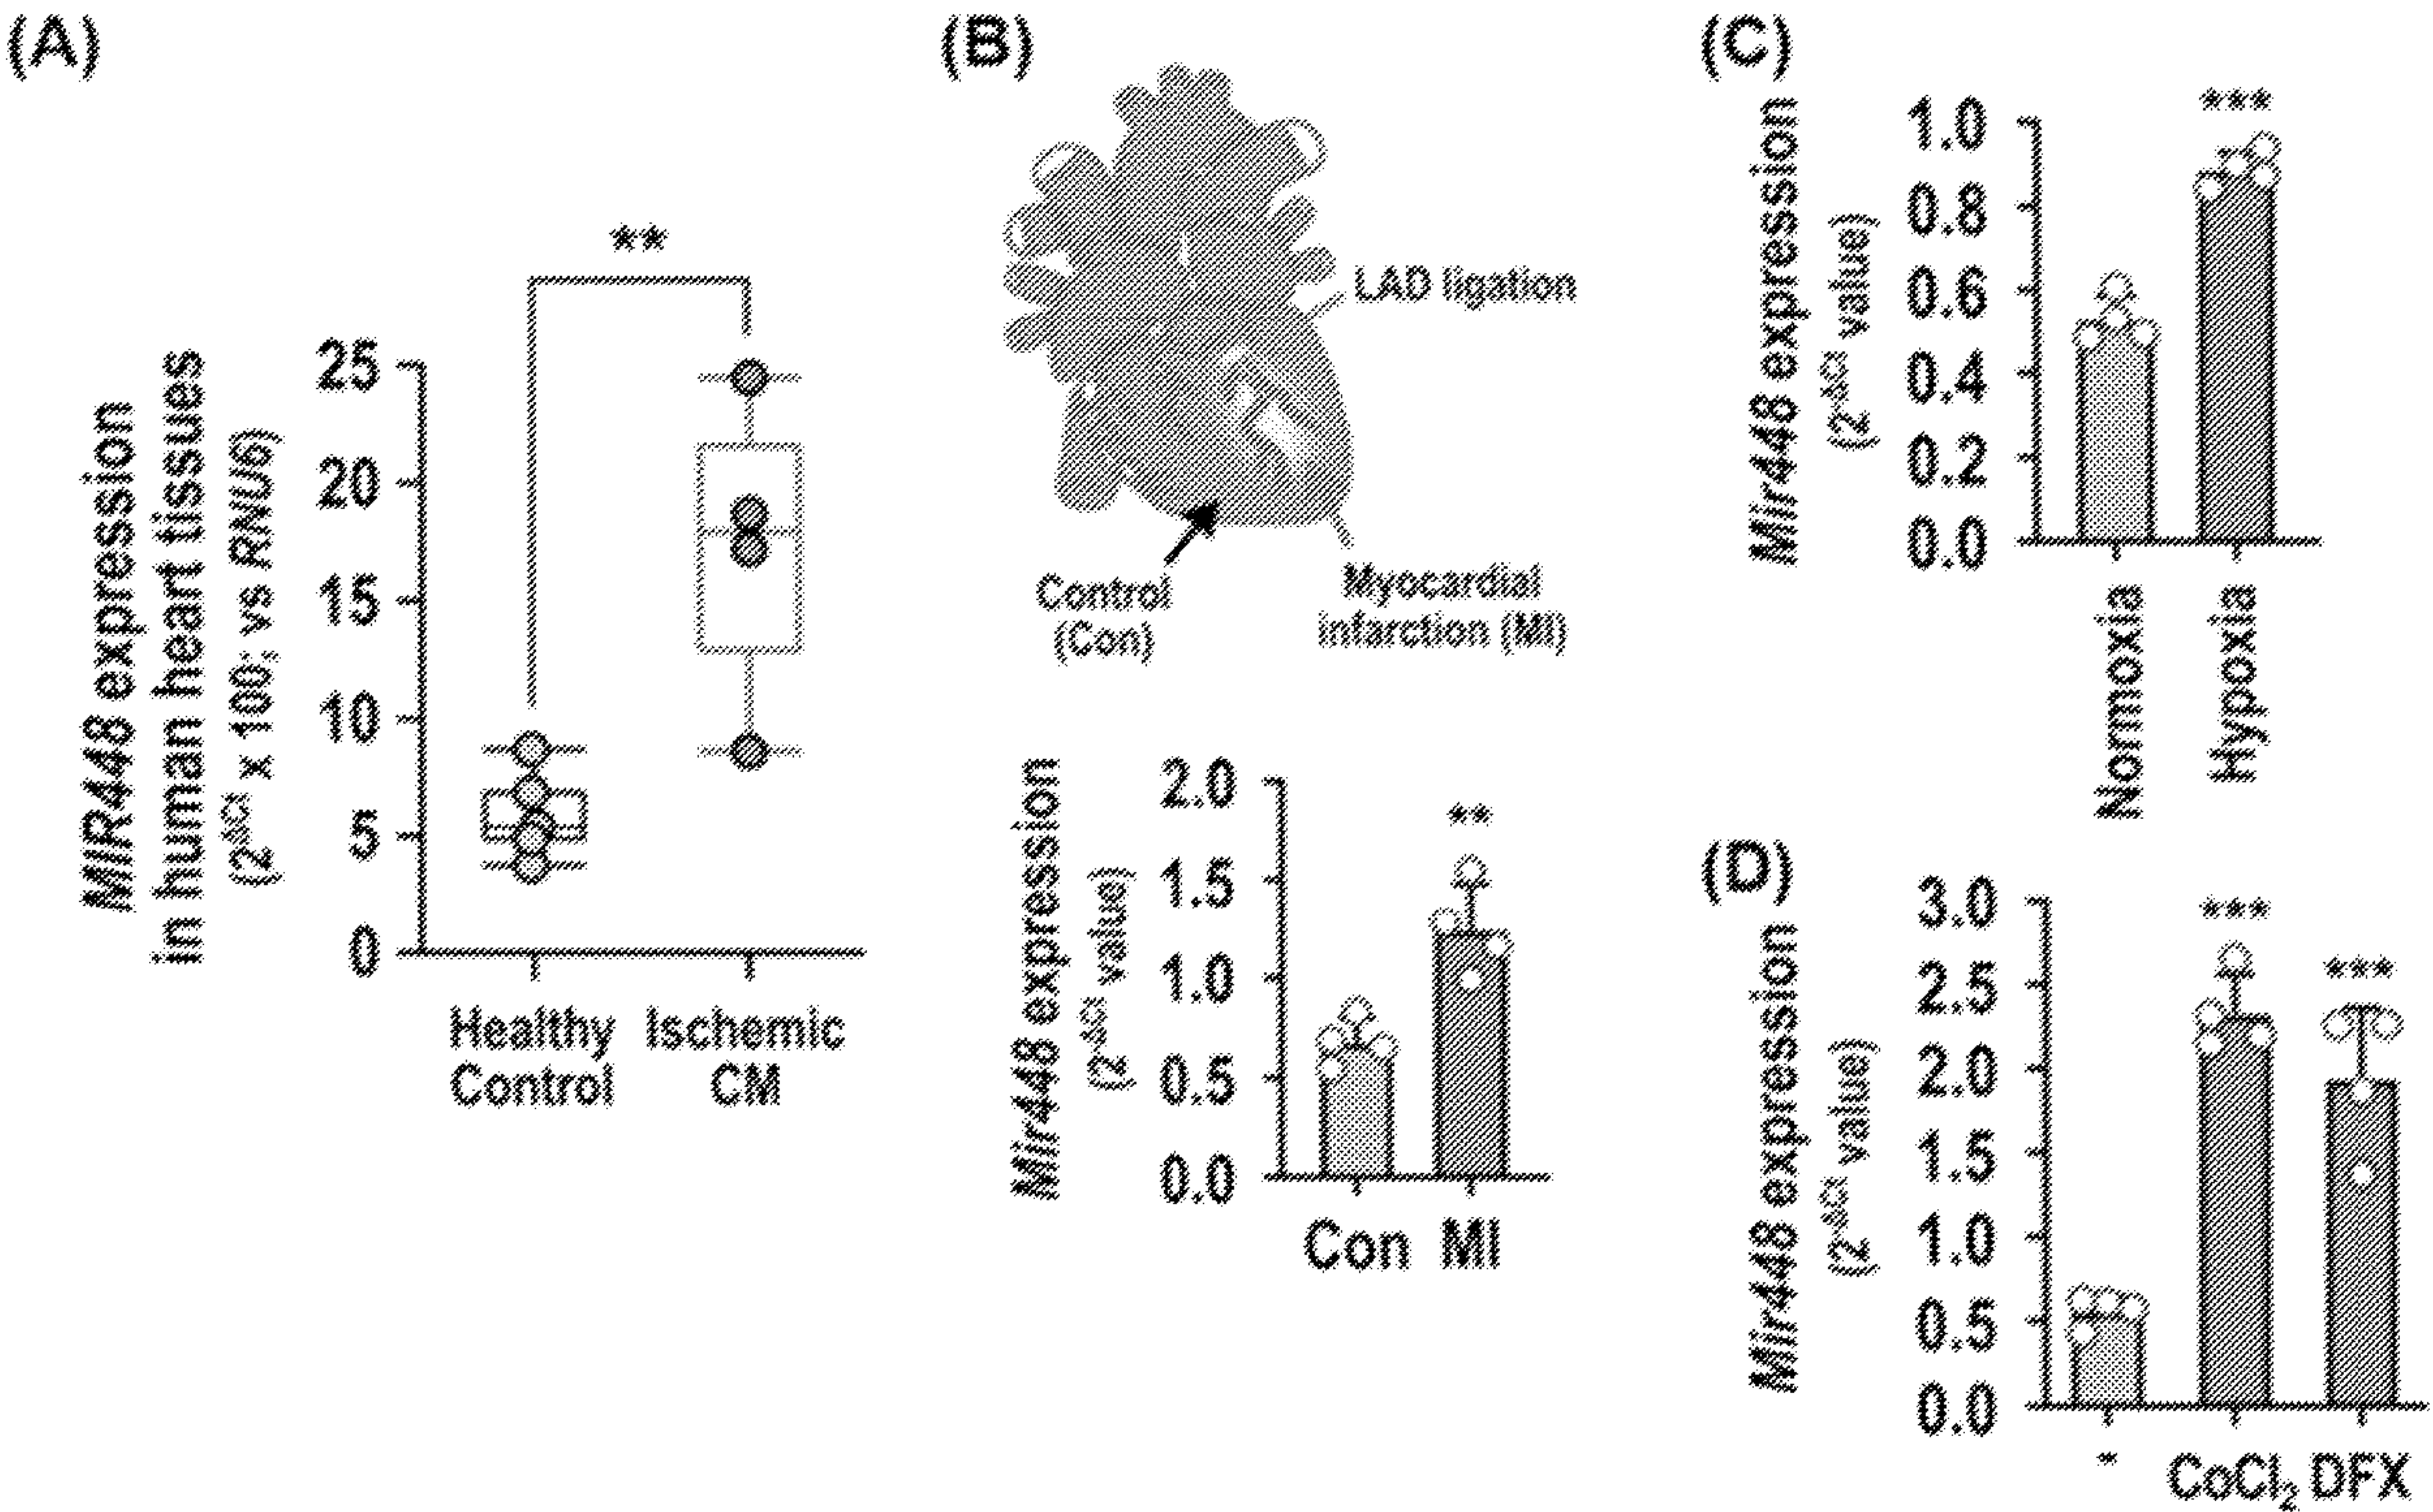 (A)
MIR448 expression
in human heart tissues
(2^-ΔCt x 100; vs RNU6)
25
20
15
10
5
0
**
Healthy
Control
Ischemic
CM
(B)
LAD ligation
Control
(Con)
Myocardial
infarction (MI)
Mir448 expression
(2^-ΔCt value)
2.0
1.5
1.0
0.5
0.0
**
Con
MI
(C)
Mir448 expression
(2^-ΔCt value)
1.0
0.8
0.6
0.4
0.2
0.0
***
Normoxia
Hypoxia
(D)
Mir448 expression
(2^-ΔCt value)
3.0
2.5
2.0
1.5
1.0
0.5
0.0
***
***
-
CoCl₂
DFX